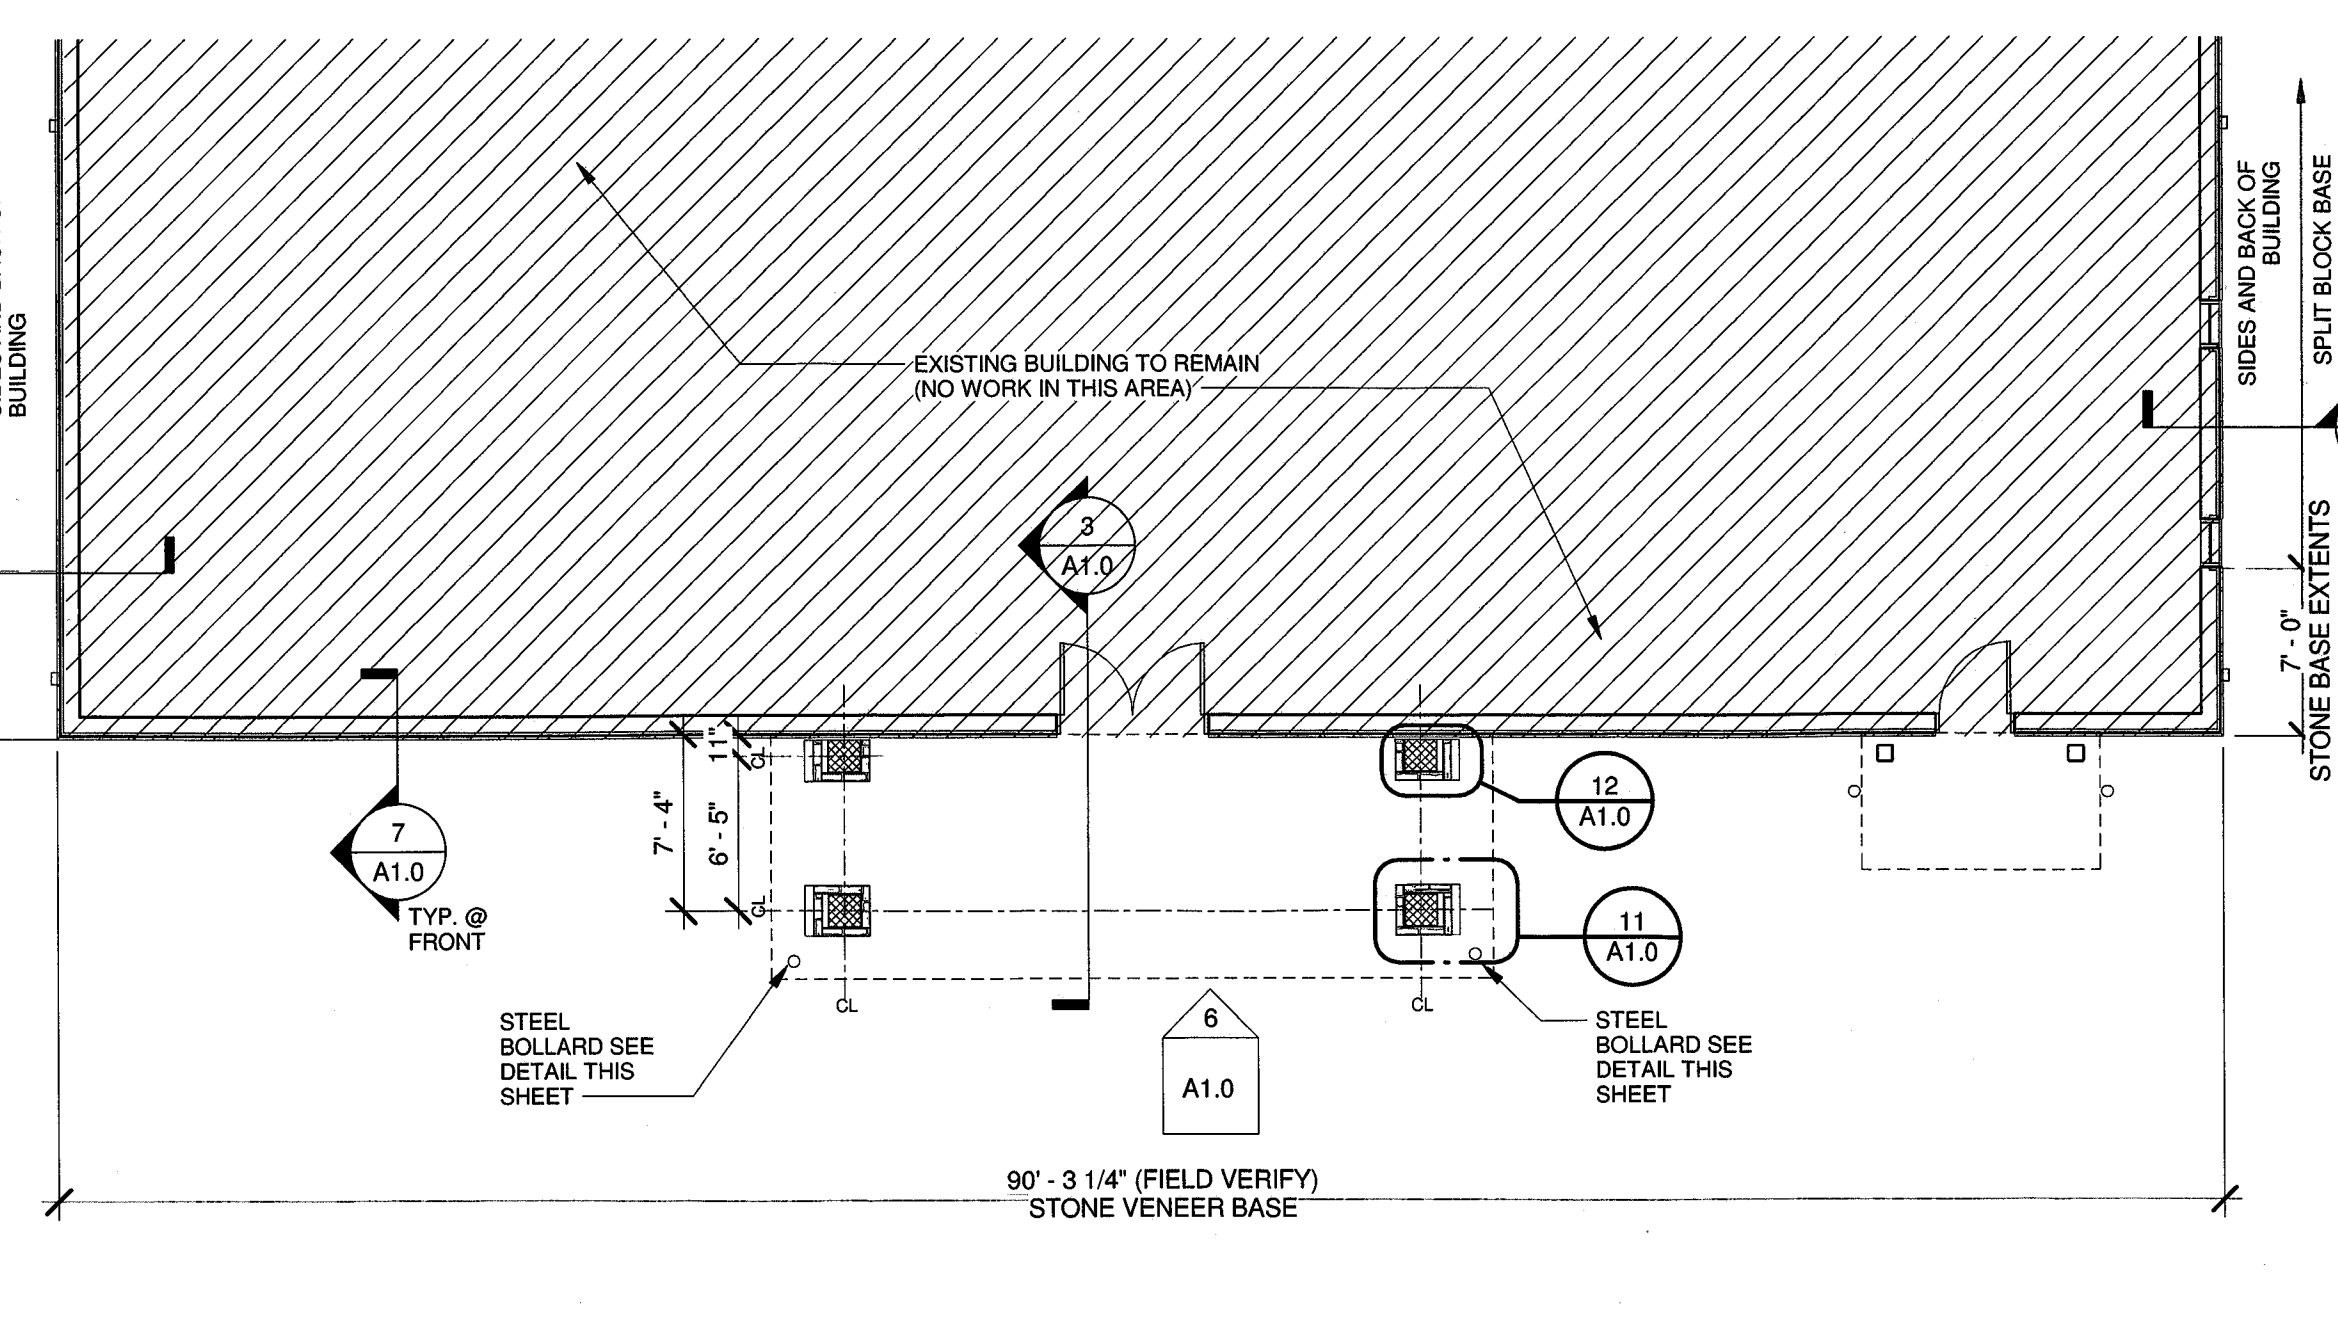 BUILDING
EXISTING BUILDING TO REMAIN
(NO WORK IN THIS AREA)
SIDES AND BACK OF
BUILDING
SPLIT BLOCK BASE
3
A1.0
7' - 0"
STONE BASE EXTENTS
11"
CL
7' - 4"
6' - 5"
CL
12
A1.0
7
A1.0
TYP. @
FRONT
11
A1.0
CL
CL
STEEL
BOLLARD SEE
DETAIL THIS
SHEET
6
A1.0
STEEL
BOLLARD SEE
DETAIL THIS
SHEET
90' - 3 1/4" (FIELD VERIFY)
STONE VENEER BASE